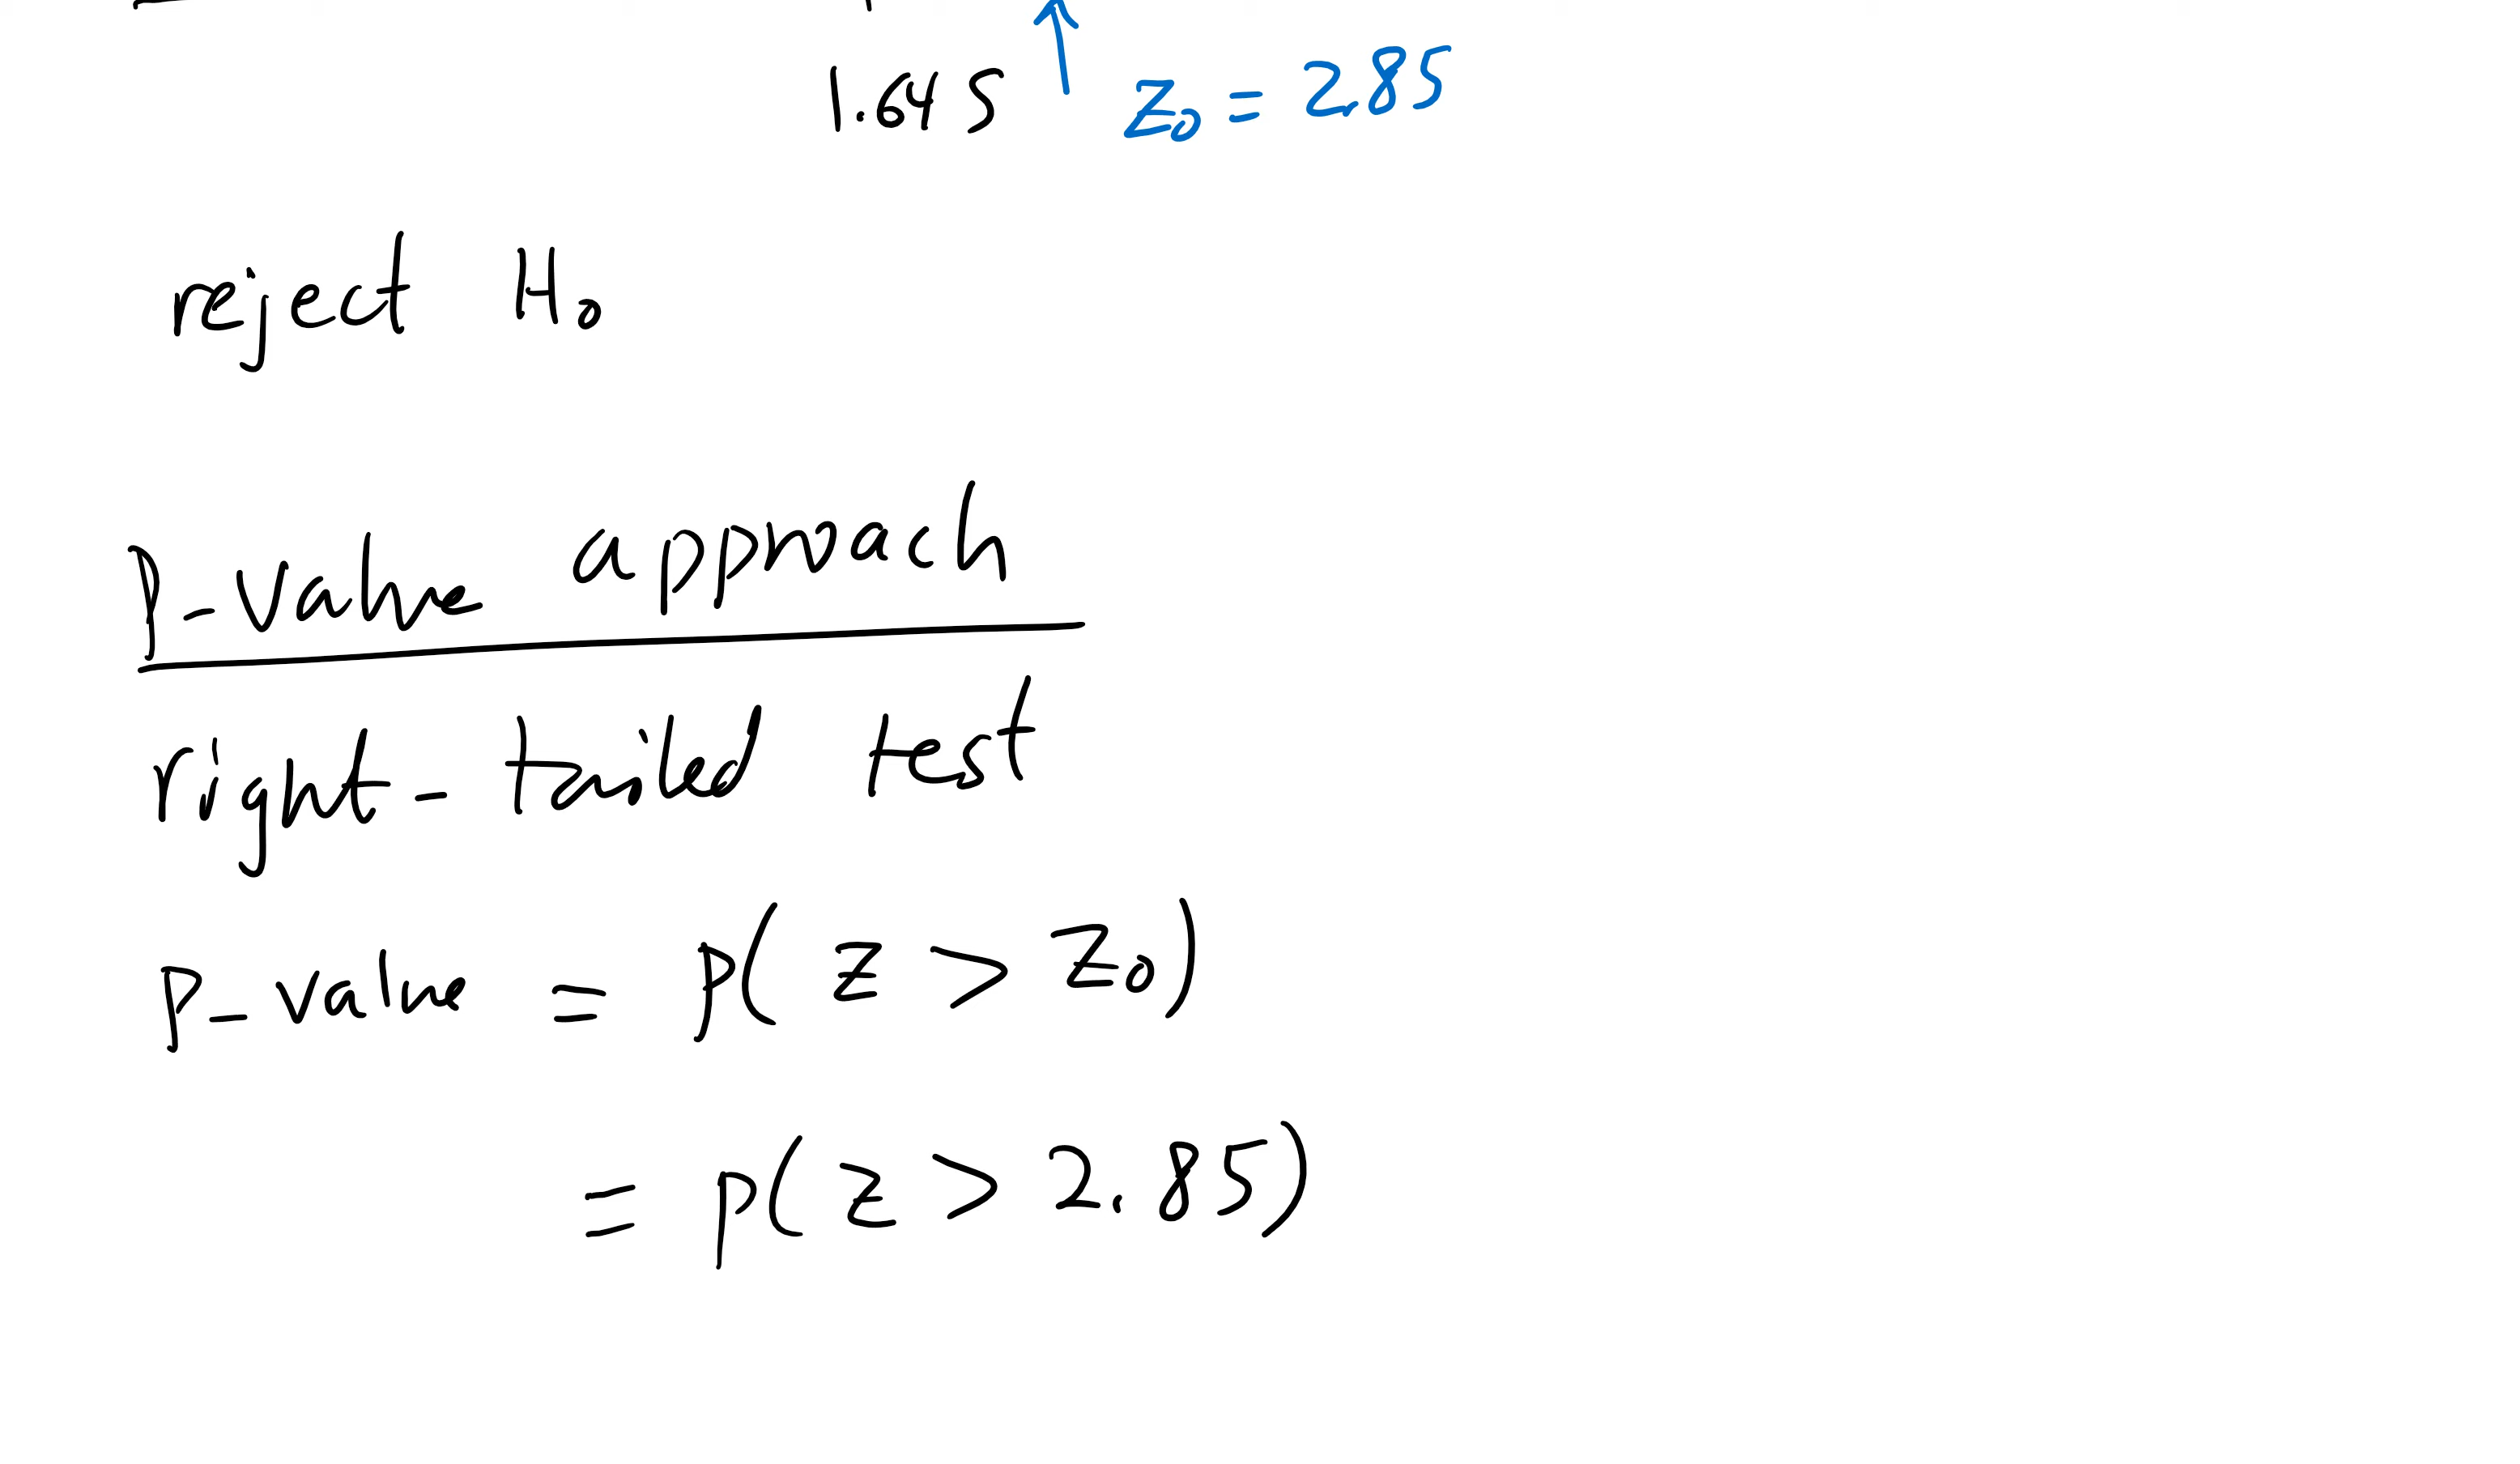 1.645 z₀ = 2.85
reject H₀
P-value approach
right-tailed test
P-value = P( z > z₀)
= P( z > 2.85)